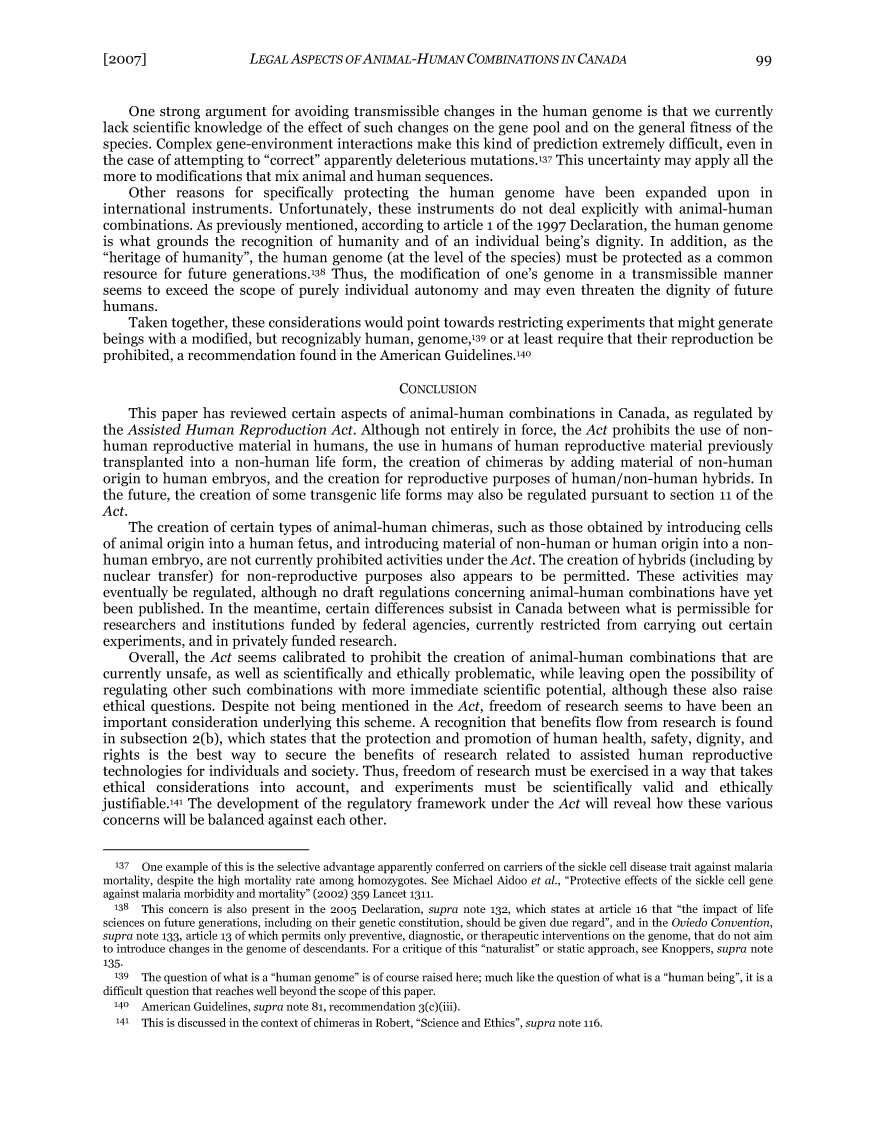 [2007] LEGAL ASPECTS OF ANIMAL-HUMAN COMBINATIONS IN CANADA 99
One strong argument for avoiding transmissible changes in the human genome is that we currently
lack scientific knowledge of the effect of such changes on the gene pool and on the general fitness of the
species. Complex gene-environment interactions make this kind of prediction extremely difficult, even in
the case of attempting to “correct” apparently deleterious mutations.137 This uncertainty may apply all the
more to modifications that mix animal and human sequences.
Other reasons for specifically protecting the human genome have been expanded upon in
international instruments. Unfortunately, these instruments do not deal explicitly with animal-human
combinations. As previously mentioned, according to article 1 of the 1997 Declaration, the human genome
is what grounds the recognition of humanity and of an individual being’s dignity. In addition, as the
“heritage of humanity”, the human genome (at the level of the species) must be protected as a common
resource for future generations.138 Thus, the modification of one’s genome in a transmissible manner
seems to exceed the scope of purely individual autonomy and may even threaten the dignity of future
humans.
Taken together, these considerations would point towards restricting experiments that might generate
beings with a modified, but recognizably human, genome,139 or at least require that their reproduction be
prohibited, a recommendation found in the American Guidelines.140
CONCLUSION
This paper has reviewed certain aspects of animal-human combinations in Canada, as regulated by
the Assisted Human Reproduction Act. Although not entirely in force, the Act prohibits the use of non-
human reproductive material in humans, the use in humans of human reproductive material previously
transplanted into a non-human life form, the creation of chimeras by adding material of non-human
origin to human embryos, and the creation for reproductive purposes of human/non-human hybrids. In
the future, the creation of some transgenic life forms may also be regulated pursuant to section 11 of the
Act.
The creation of certain types of animal-human chimeras, such as those obtained by introducing cells
of animal origin into a human fetus, and introducing material of non-human or human origin into a non-
human embryo, are not currently prohibited activities under the Act. The creation of hybrids (including by
nuclear transfer) for non-reproductive purposes also appears to be permitted. These activities may
eventually be regulated, although no draft regulations concerning animal-human combinations have yet
been published. In the meantime, certain differences subsist in Canada between what is permissible for
researchers and institutions funded by federal agencies, currently restricted from carrying out certain
experiments, and in privately funded research.
Overall, the Act seems calibrated to prohibit the creation of animal-human combinations that are
currently unsafe, as well as scientifically and ethically problematic, while leaving open the possibility of
regulating other such combinations with more immediate scientific potential, although these also raise
ethical questions. Despite not being mentioned in the Act, freedom of research seems to have been an
important consideration underlying this scheme. A recognition that benefits flow from research is found
in subsection 2(b), which states that the protection and promotion of human health, safety, dignity, and
rights is the best way to secure the benefits of research related to assisted human reproductive
technologies for individuals and society. Thus, freedom of research must be exercised in a way that takes
ethical considerations into account, and experiments must be scientifically valid and ethically
justifiable.141 The development of the regulatory framework under the Act will reveal how these various
concerns will be balanced against each other.
137 One example of this is the selective advantage apparently conferred on carriers of the sickle cell disease trait against malaria
mortality, despite the high mortality rate among homozygotes. See Michael Aidoo et al., “Protective effects of the sickle cell gene
against malaria morbidity and mortality” (2002) 359 Lancet 1311.
138 This concern is also present in the 2005 Declaration, supra note 132, which states at article 16 that “the impact of life
sciences on future generations, including on their genetic constitution, should be given due regard”, and in the Oviedo Convention,
supra note 133, article 13 of which permits only preventive, diagnostic, or therapeutic interventions on the genome, that do not aim
to introduce changes in the genome of descendants. For a critique of this “naturalist” or static approach, see Knoppers, supra note
135.
139 The question of what is a “human genome” is of course raised here; much like the question of what is a “human being”, it is a
difficult question that reaches well beyond the scope of this paper.
140 American Guidelines, supra note 81, recommendation 3(c)(iii).
141 This is discussed in the context of chimeras in Robert, “Science and Ethics”, supra note 116.